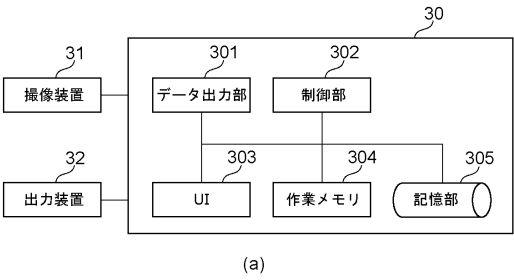 30
31
301
302
撮像装置
データ出力部
制御部
32
303
304
305
出力装置
UI
作業メモリ
記憶部
(a)